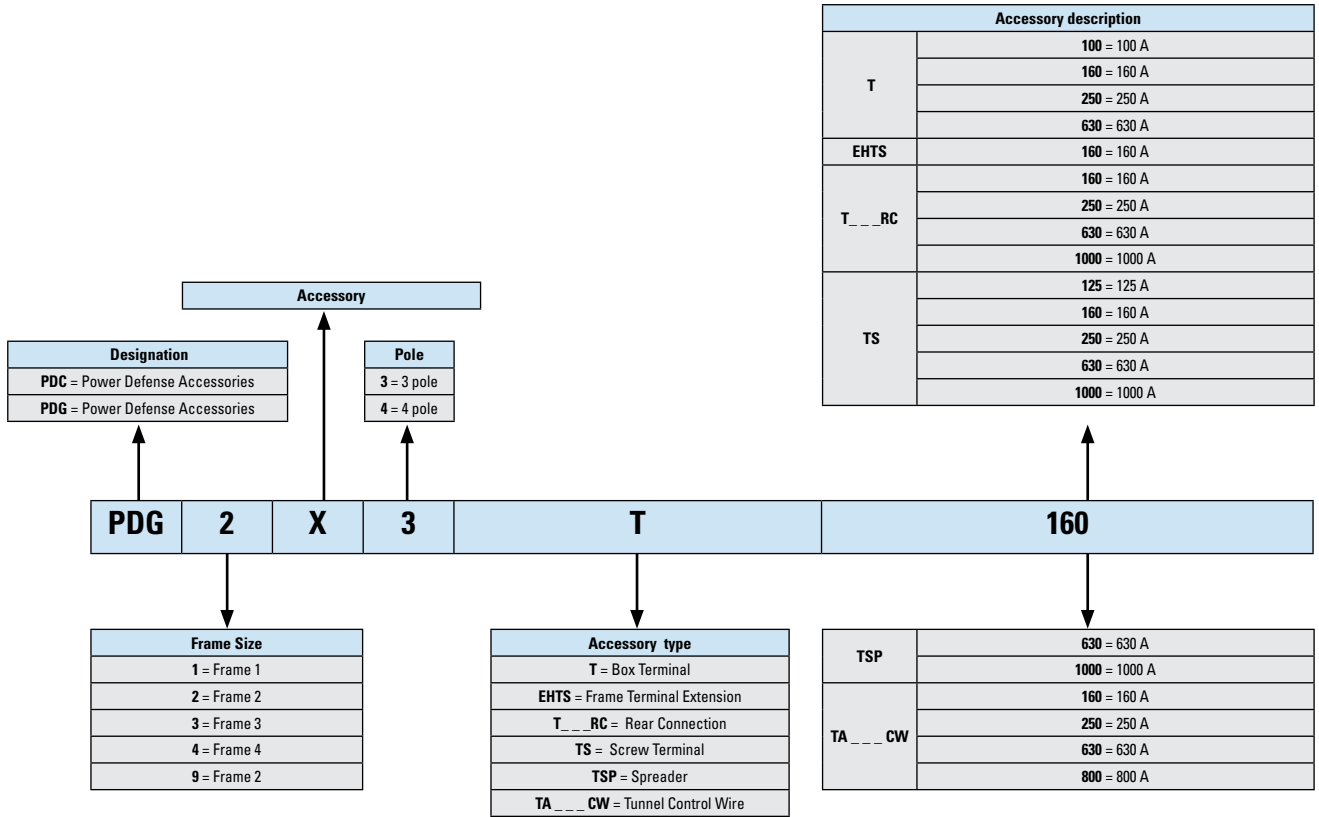 Accessory description
T
100 = 100 A
160 = 160 A
250 = 250 A
630 = 630 A
EHTS
160 = 160 A
T_ _ _RC
160 = 160 A
250 = 250 A
630 = 630 A
1000 = 1000 A
TS
125 = 125 A
160 = 160 A
250 = 250 A
630 = 630 A
1000 = 1000 A
Accessory
Designation
PDC = Power Defense Accessories
PDG = Power Defense Accessories
Pole
3 = 3 pole
4 = 4 pole
PDG 2 X 3 T 160
Frame Size
1 = Frame 1
2 = Frame 2
3 = Frame 3
4 = Frame 4
9 = Frame 2
Accessory type
T = Box Terminal
EHTS = Frame Terminal Extension
T_ _ _RC = Rear Connection
TS = Screw Terminal
TSP = Spreader
TA _ _ _ CW = Tunnel Control Wire
TSP
630 = 630 A
1000 = 1000 A
TA _ _ _ CW
160 = 160 A
250 = 250 A
630 = 630 A
800 = 800 A